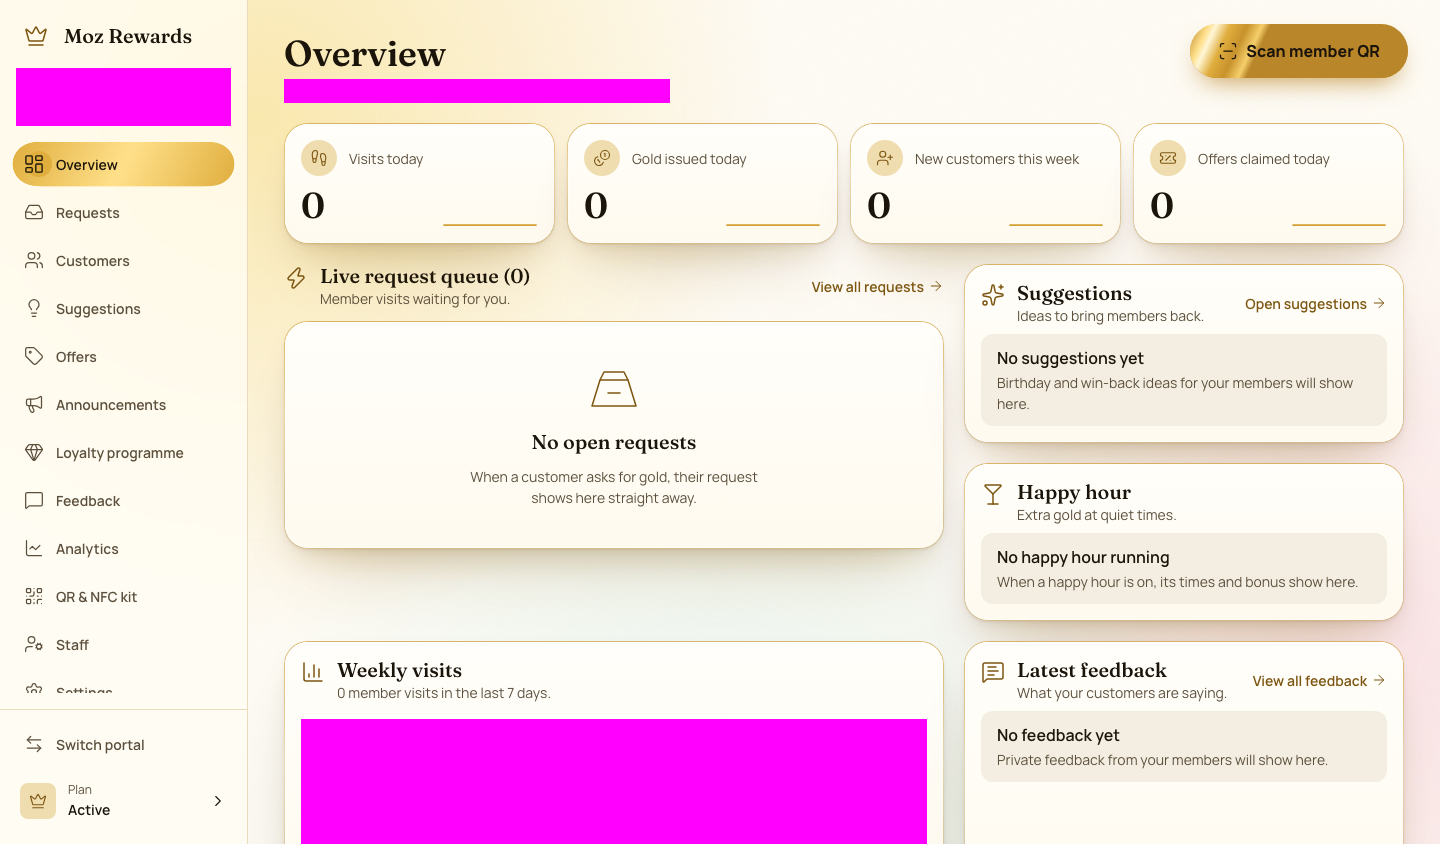 Moz Rewards
Overview
Requests
Customers
Suggestions
Offers
Announcements
Loyalty programme
Feedback
Analytics
QR & NFC kit
Staff
Settings
Switch portal
Plan
Active
Overview
Scan member QR
Visits today
0
Gold issued today
0
New customers this week
0
Offers claimed today
0
Live request queue (0)
Member visits waiting for you.
View all requests
No open requests
When a customer asks for gold, their request
shows here straight away.
Suggestions
Ideas to bring members back.
Open suggestions
No suggestions yet
Birthday and win-back ideas for your members will show
here.
Happy hour
Extra gold at quiet times.
No happy hour running
When a happy hour is on, its times and bonus show here.
Weekly visits
0 member visits in the last 7 days.
Latest feedback
What your customers are saying.
View all feedback
No feedback yet
Private feedback from your members will show here.